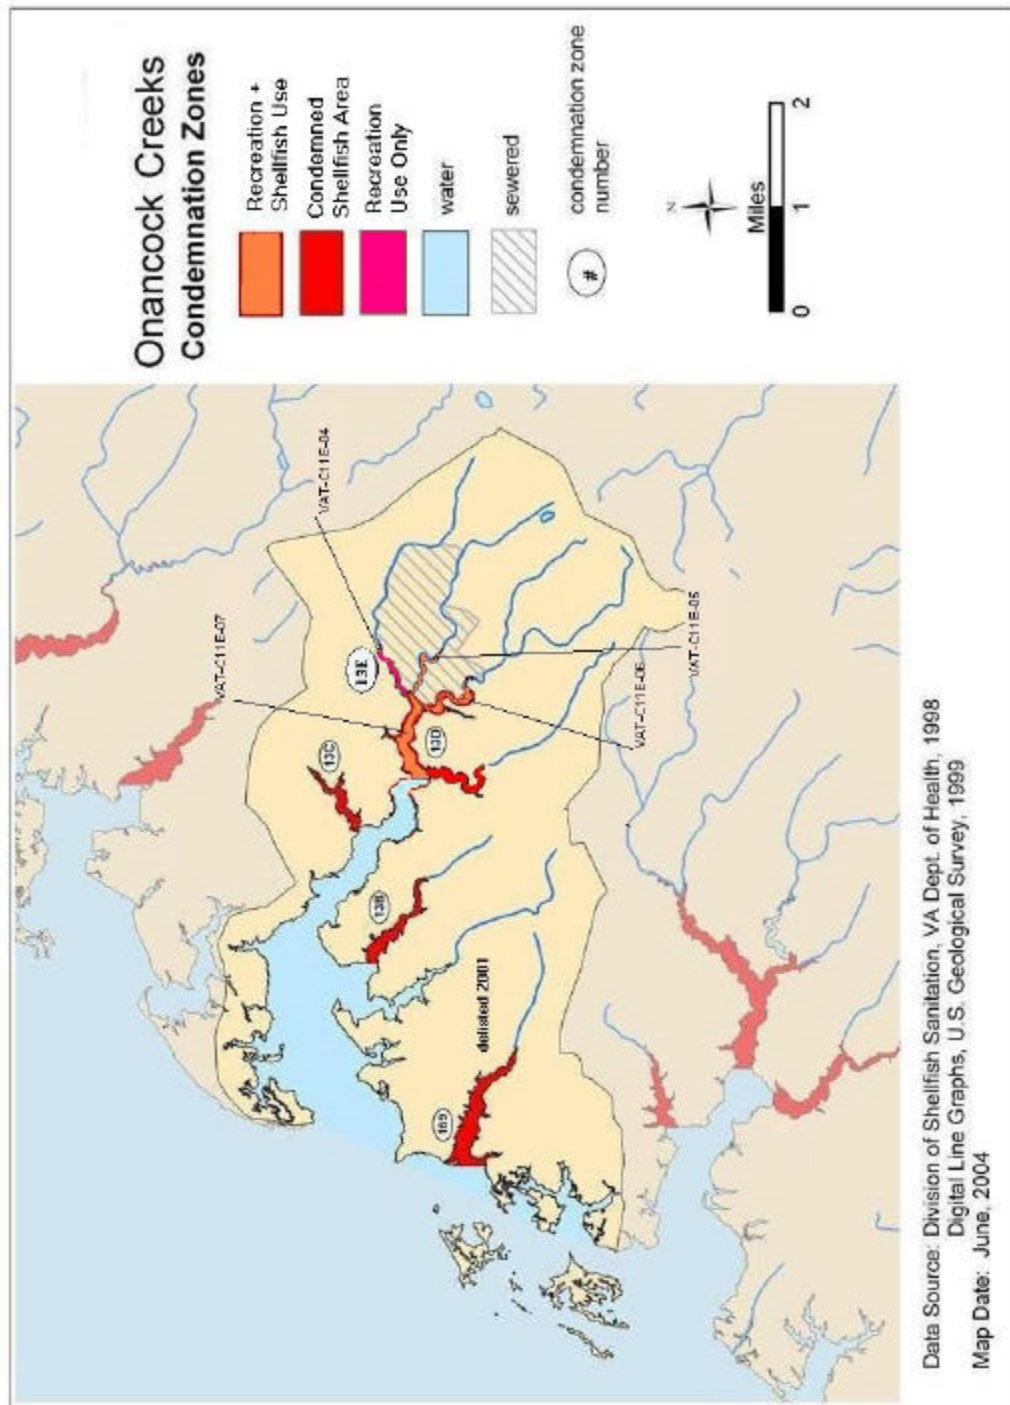 Onancock Creeks
Condemnation Zones
Recreation +
Shellfish Use
Condemned
Shellfish Area
Recreation
Use Only
water
sewered
#
condemnation zone
number
N
Miles
0 1 2
VAT-C11E-04
VAT-C11E-07
13E
13C
13D
VAT-C11E-05
VAT-C11E-06
13B
delisted 2001
169
Data Source: Division of Shellfish Sanitation, VA Dept. of Health, 1998
Digital Line Graphs, U.S. Geological Survey, 1999
Map Date: June, 2004